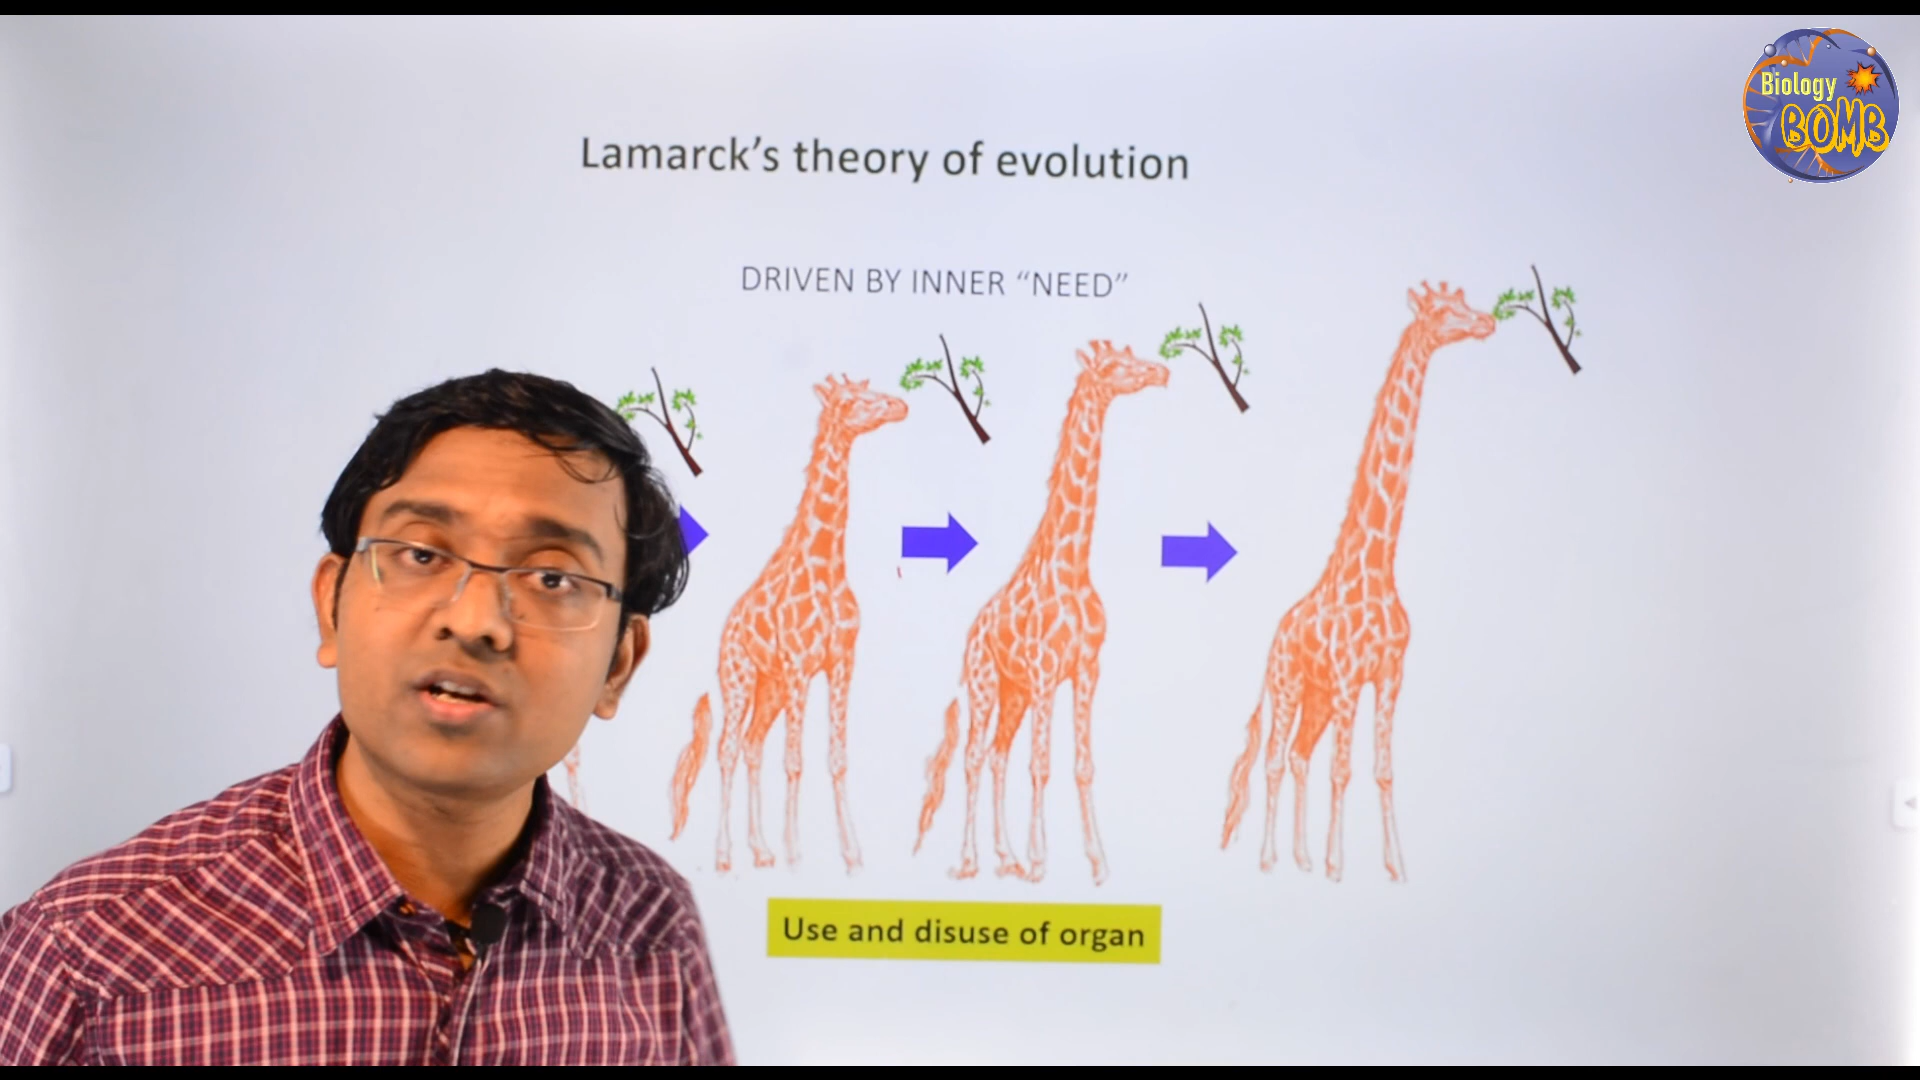 Biology
BOMB
Lamarck's theory of evolution
DRIVEN BY INNER “NEED”
Use and disuse of organ